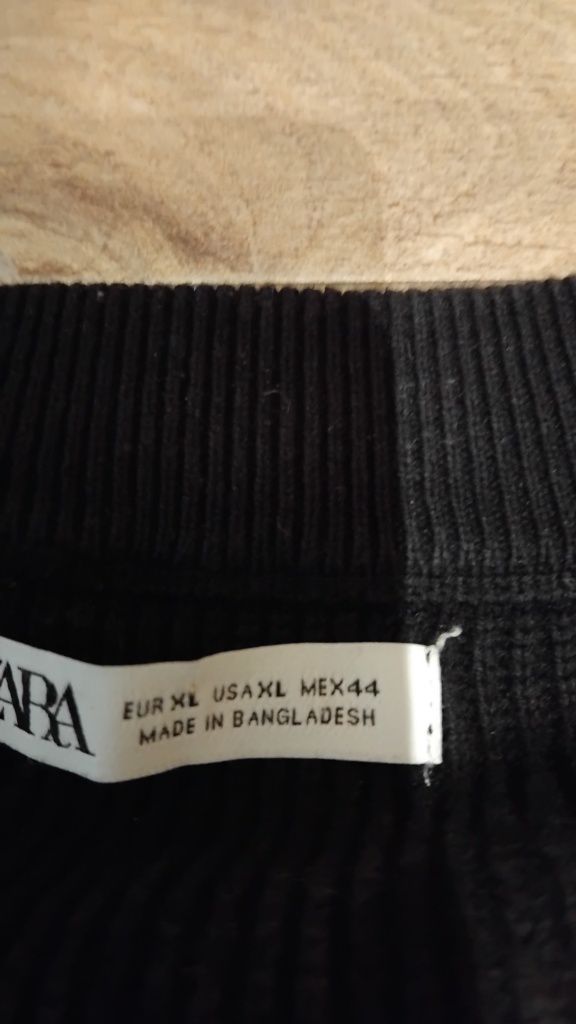 ZARA
EUR XL USA XL MEX 44
MADE IN BANGLADESH